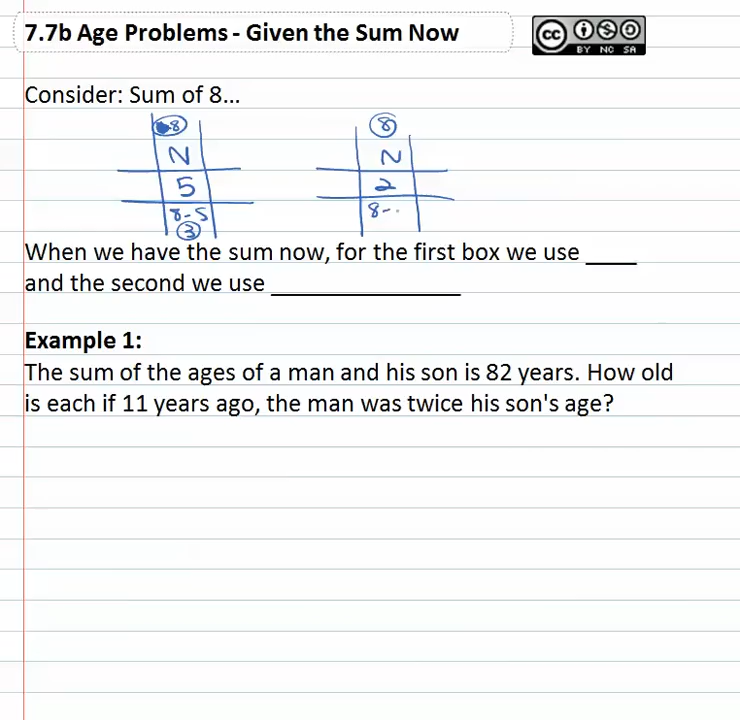 7.7b Age Problems - Given the Sum Now
cc BY NC SA
Consider: Sum of 8...
8 8
N N
5 2
8-5 8-
3
When we have the sum now, for the first box we use ____
and the second we use _______________
Example 1:
The sum of the ages of a man and his son is 82 years. How old
is each if 11 years ago, the man was twice his son's age?